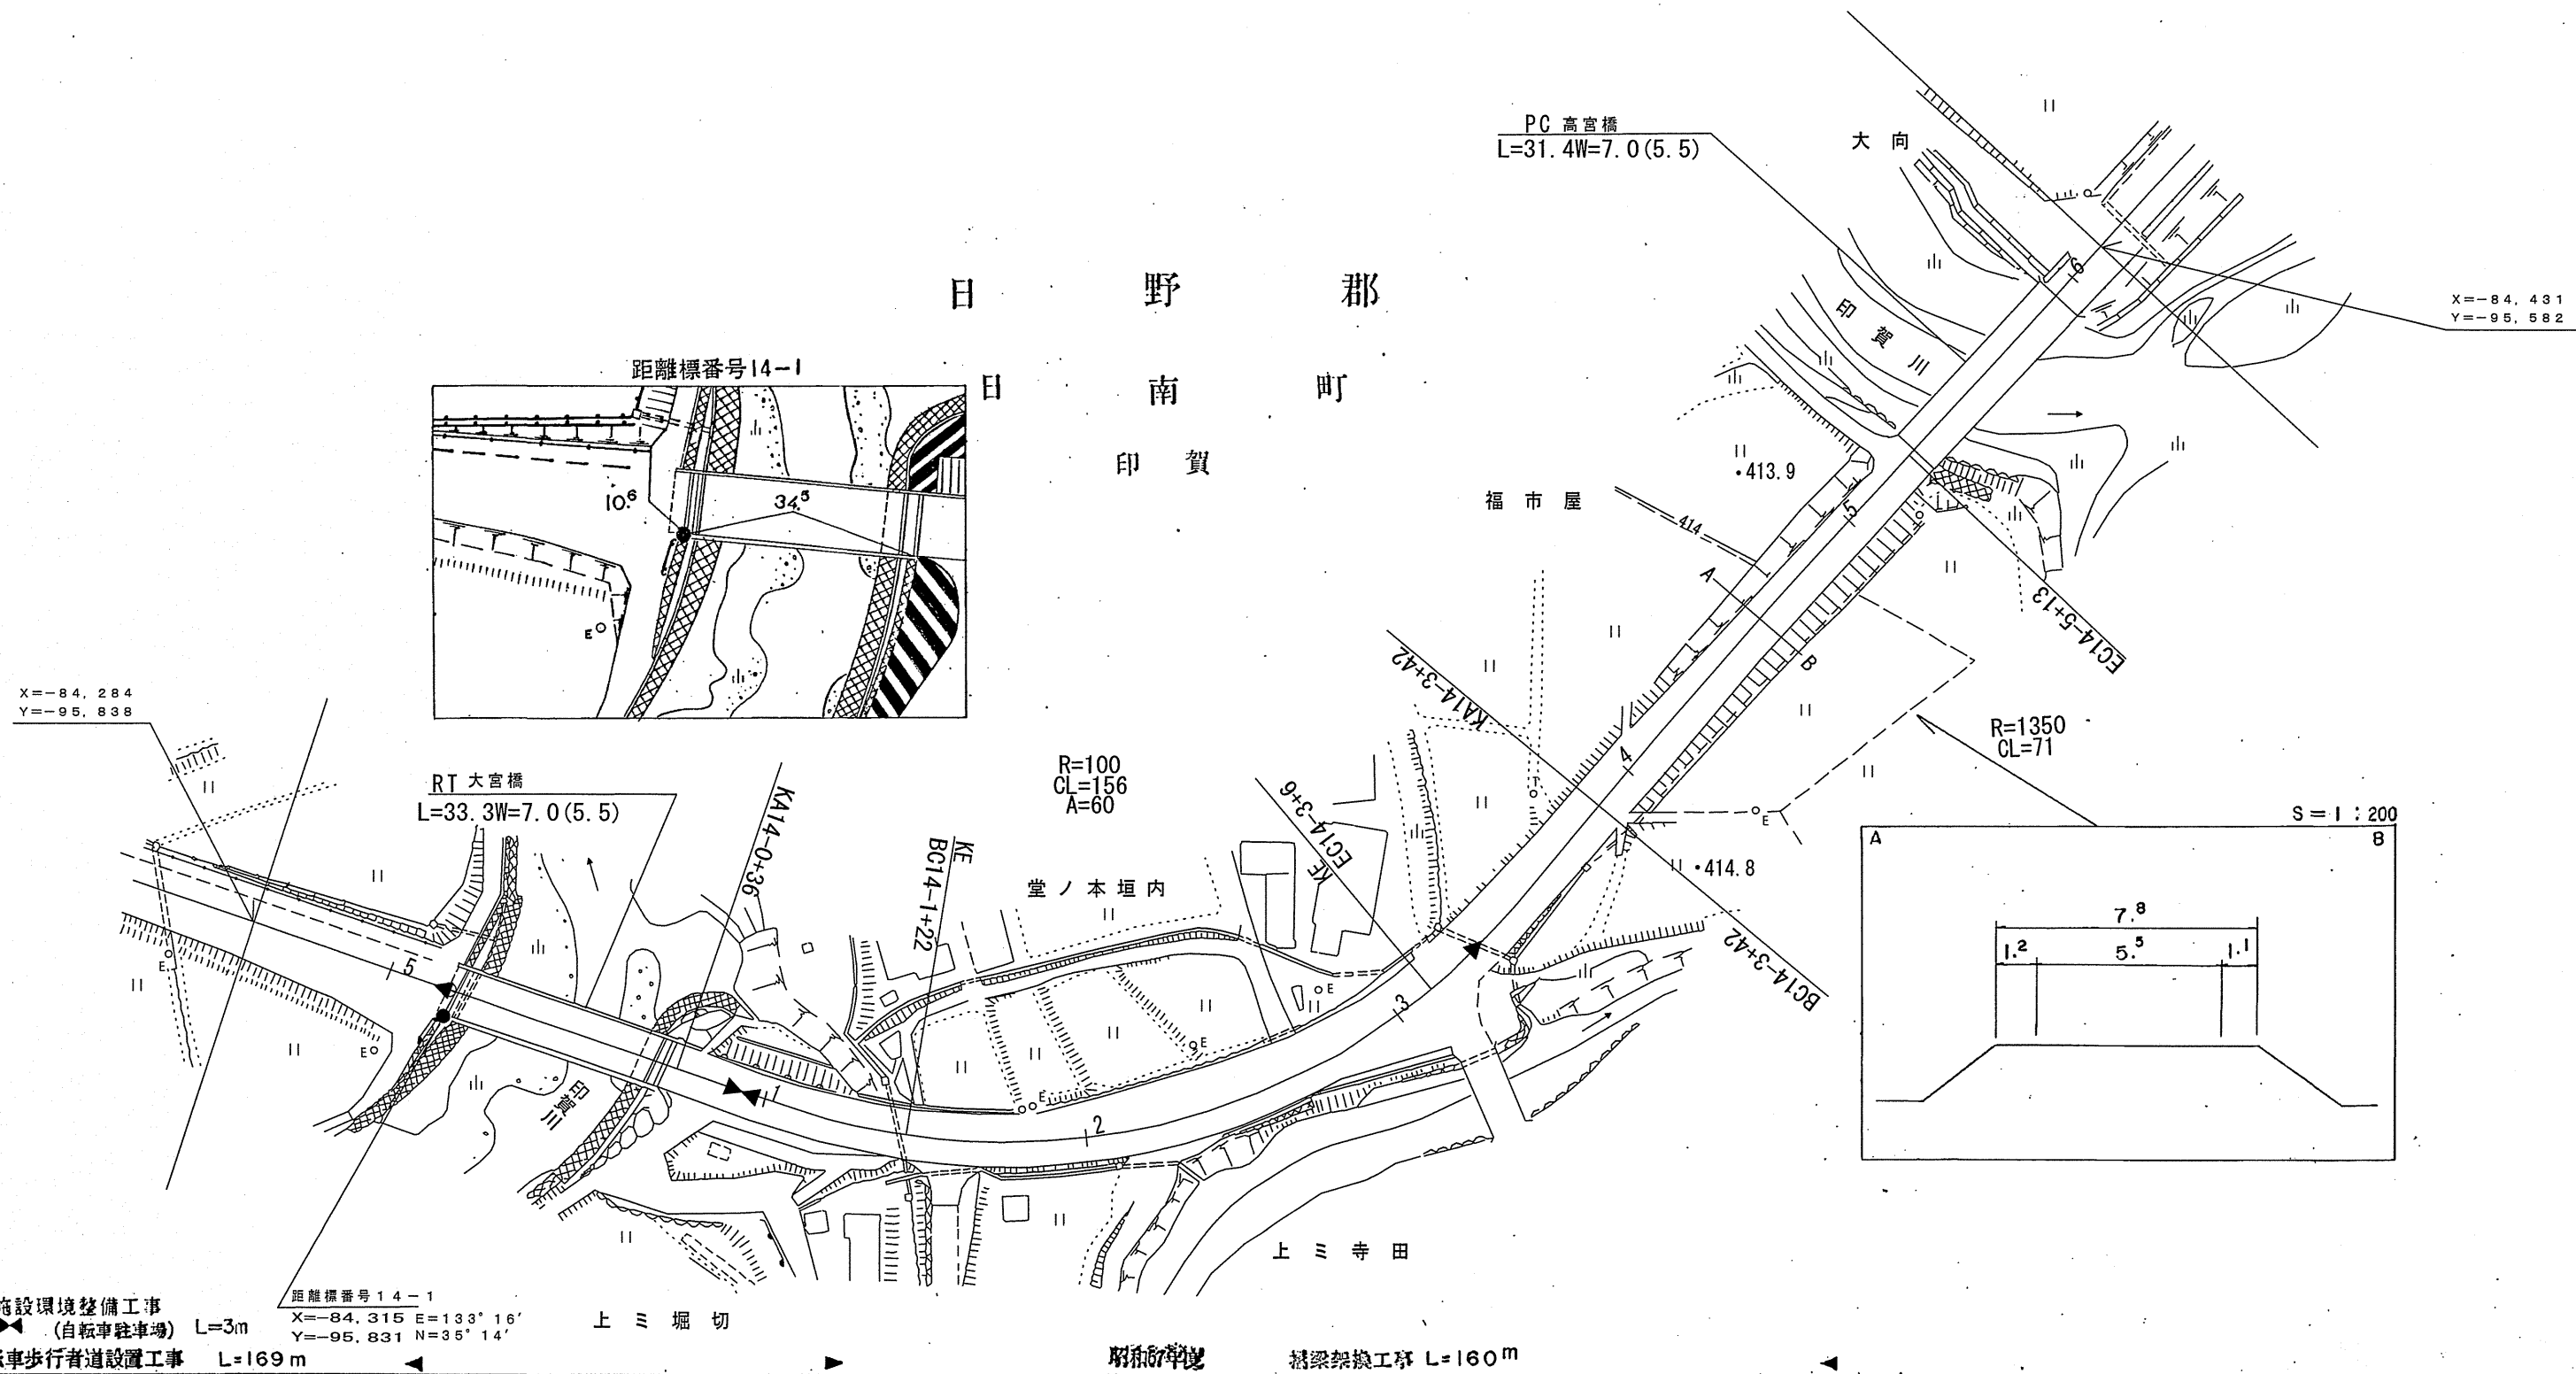 PC 高宮橋
L=31.4W=7.0(5.5)
大向
印賀川
X=-84,431
Y=-95,582
日野郡
日南町
印賀
距離標番号14-1
10.6
34.5
E
福市屋
413.9
414
414.8
A
B
6
5
4
3
2
1
5
EC14-5+13
KA14-3+42
BC14-3+42
R=1350
CL=71
X=-84,284
Y=-95,838
RT 大宮橋
L=33.3W=7.0(5.5)
KA14-0+36
KE
BC14-1+22
R=100
CL=156
A=60
KE EC14-3+6
堂ノ本垣内
印賀川
E
E
E
E
E
E
S=1:200
A
B
7.8
1.2
5.5
1.1
上ミ寺田
上ミ堀切
距離標番号14-1
X=-84,315 E=133°16′
Y=-95,831 N=35°14′
施設環境整備工事
(自転車駐車場) L=3m
車歩行者道設置工事 L=169m
橋梁架換工事 L=160m